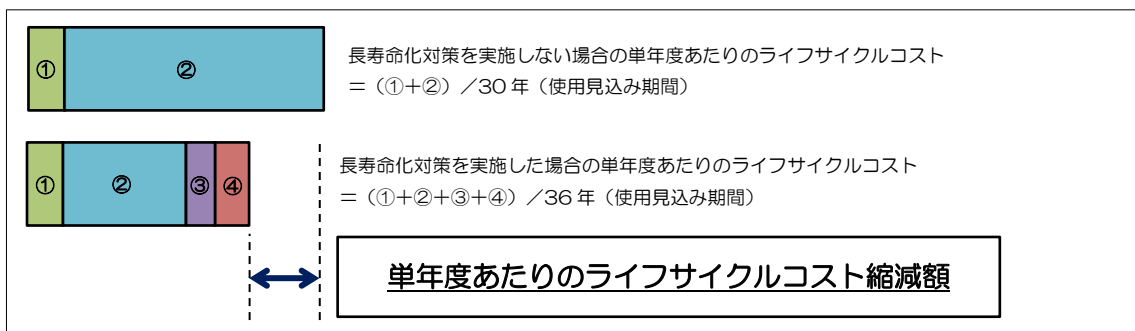 ① ②
長寿命化対策を実施しない場合の単年度あたりのライフサイクルコスト
＝（①＋②）／30 年（使用見込み期間）
① ② ③ ④
長寿命化対策を実施した場合の単年度あたりのライフサイクルコスト
＝（①＋②＋③＋④）／36 年（使用見込み期間）
単年度あたりのライフサイクルコスト縮減額